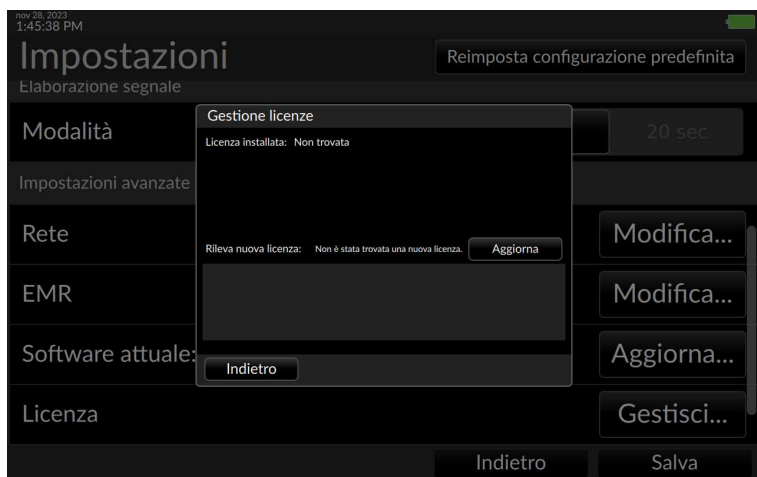 nov 28, 2023
1:45:38 PM
Impostazioni
Reimposta configurazione predefinita
Elaborazione segnale
Gestione licenze
Modalità
20 sec
Licenza installata: Non trovata
Impostazioni avanzate
Rete
Modifica...
Rileva nuova licenza: Non è stata trovata una nuova licenza. Aggiorna
EMR
Modifica...
Software attuale:
Aggiorna...
Indietro
Licenza
Gestisci...
Indietro
Salva